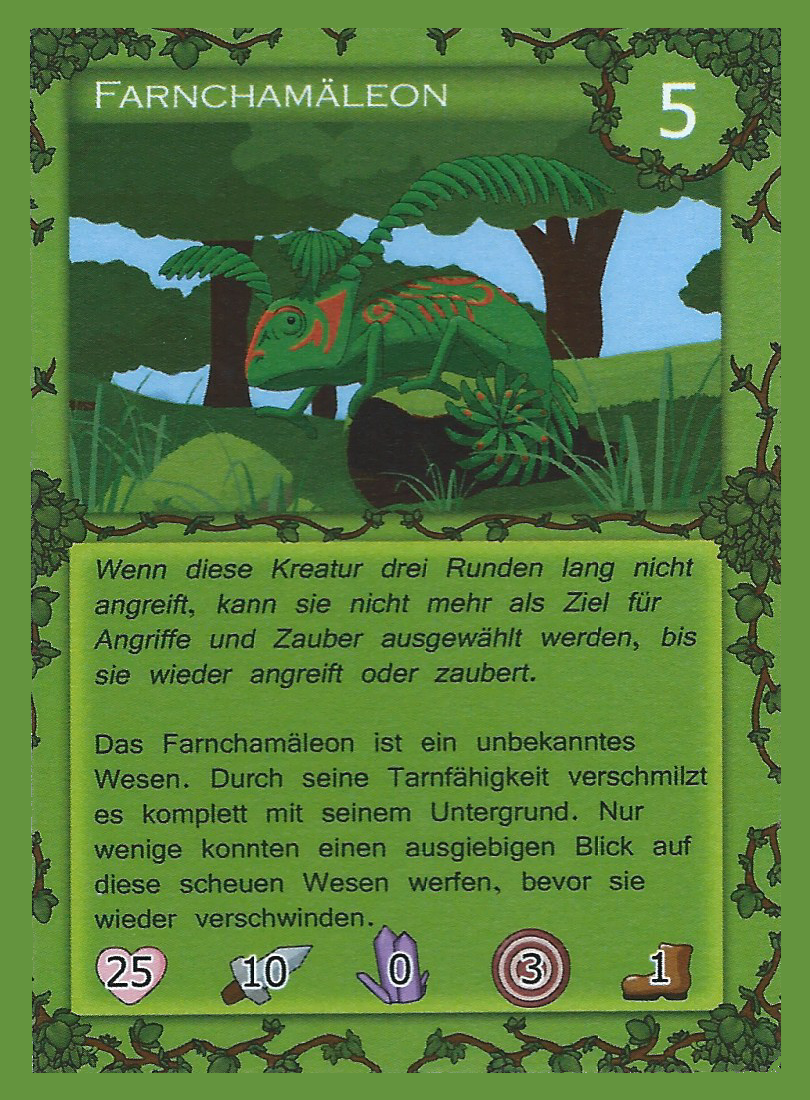 FARNCHAMÄLEON
5
Wenn diese Kreatur drei Runden lang nicht
angreift, kann sie nicht mehr als Ziel für
Angriffe und Zauber ausgewählt werden, bis
sie wieder angreift oder zaubert.
Das Farnchamäleon ist ein unbekanntes
Wesen. Durch seine Tarnfähigkeit verschmilzt
es komplett mit seinem Untergrund. Nur
wenige konnten einen ausgiebigen Blick auf
diese scheuen Wesen werfen, bevor sie
wieder verschwinden.
25 10 0 3 1